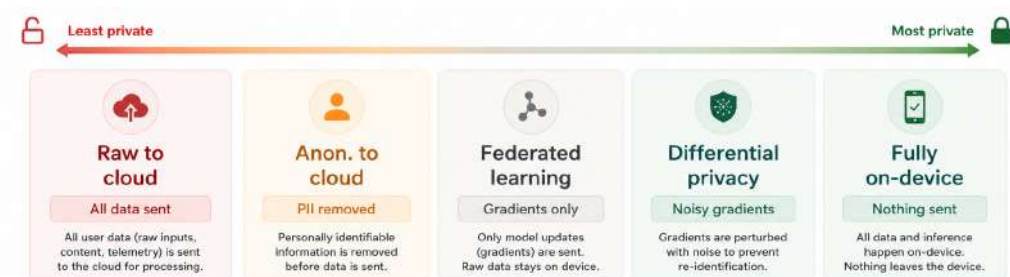 Least private
Most private
Raw to
cloud
All data sent
All user data (raw inputs,
content, telemetry) is sent
to the cloud for processing.
Anon. to
cloud
PII removed
Personally identifiable
information is removed
before data is sent.
Federated
learning
Gradients only
Only model updates
(gradients) are sent.
Raw data stays on device.
Differential
privacy
Noisy gradients
Gradients are perturbed
with noise to prevent
re-identification.
Fully
on-device
Nothing sent
All data and inference
happen on-device.
Nothing leaves the device.